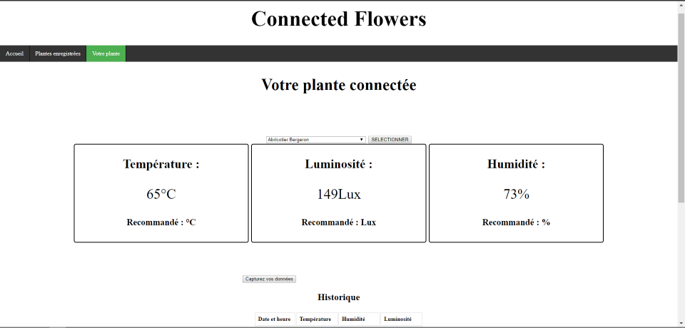 Connected Flowers
Accueil Plantes enregistrées Votre plante
Votre plante connectée
Abricotier Bergeron SELECTIONNER
Température : Luminosité : Humidité :
65°C 149Lux 73%
Recommandé : °C Recommandé : Lux Recommandé : %
Capturez vos données
Historique
Date et heure Température Humidité Luminosité